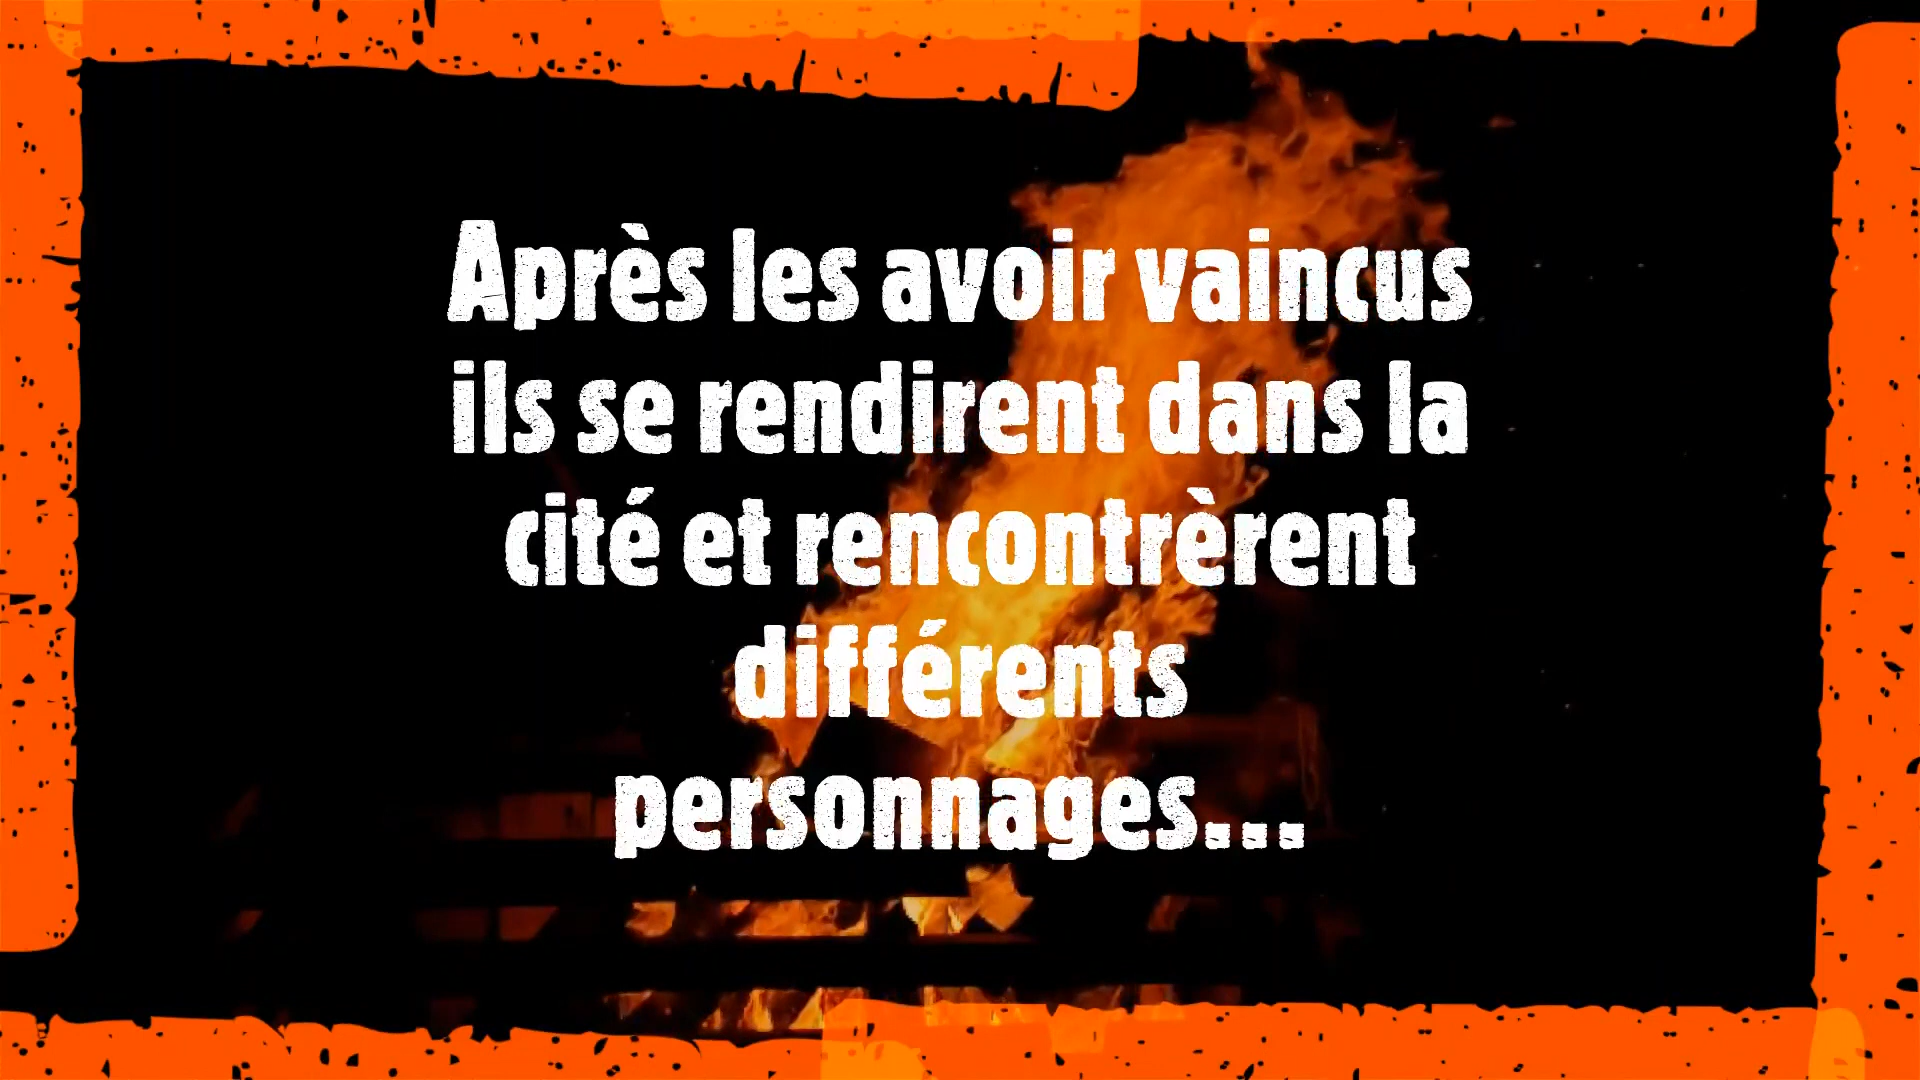 Après les avoir vaincus
ils se rendirent dans la
cité et rencontrèrent
différents
personnages...